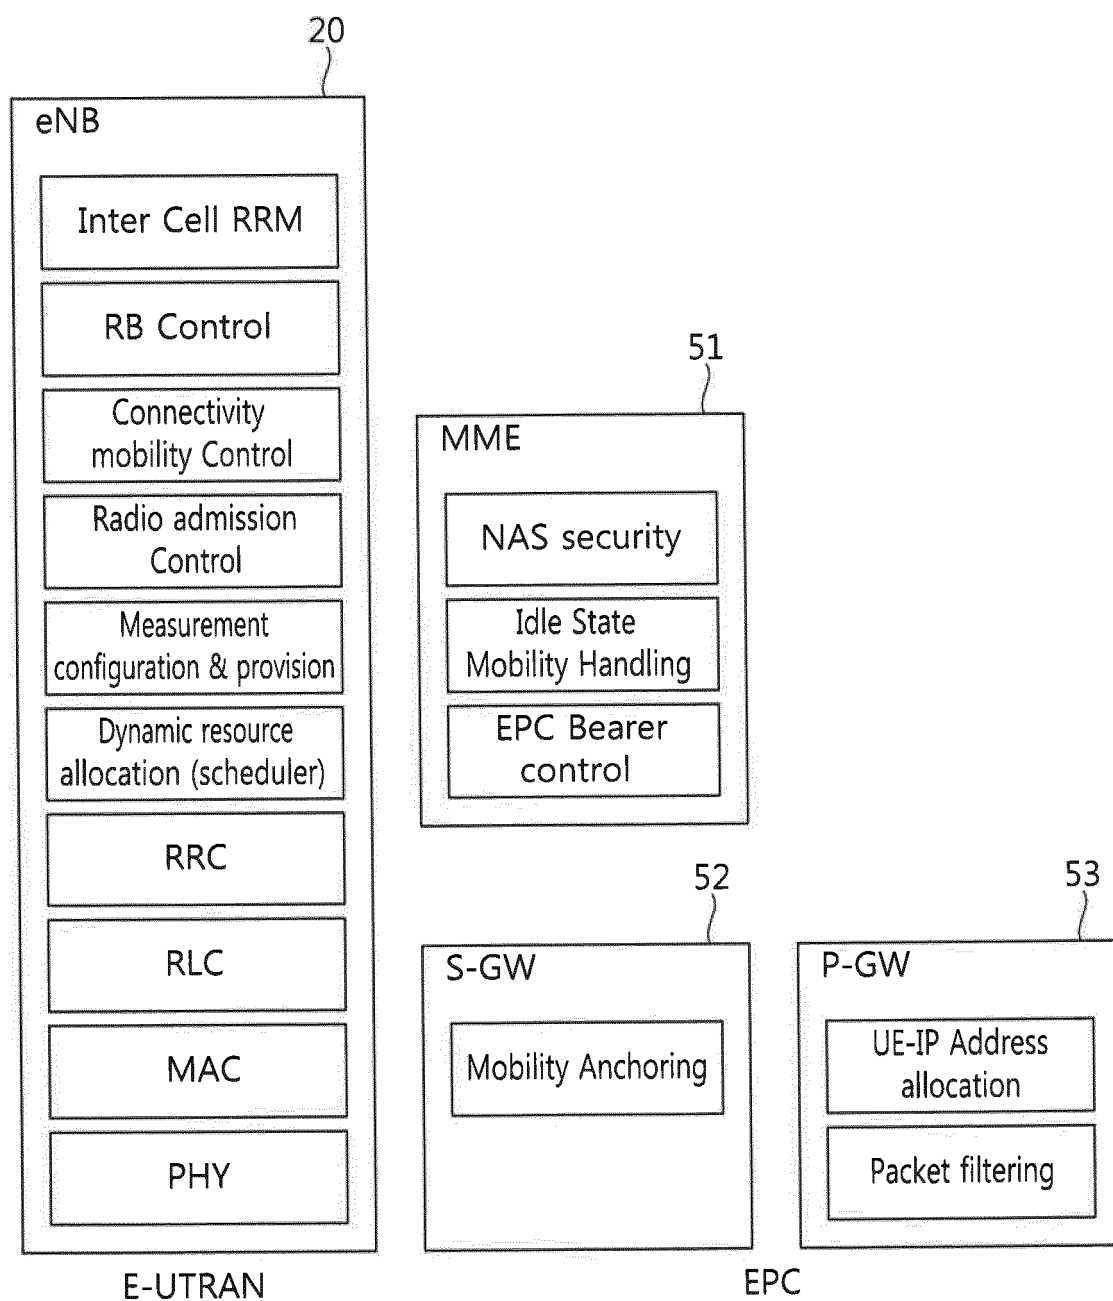 20
eNB
Inter Cell RRM
RB Control
Connectivity
mobility Control
Radio admission
Control
Measurement
configuration & provision
Dynamic resource
allocation (scheduler)
RRC
RLC
MAC
PHY
E-UTRAN
51
MME
NAS security
Idle State
Mobility Handling
EPC Bearer
control
52
S-GW
Mobility Anchoring
53
P-GW
UE-IP Address
allocation
Packet filtering
EPC